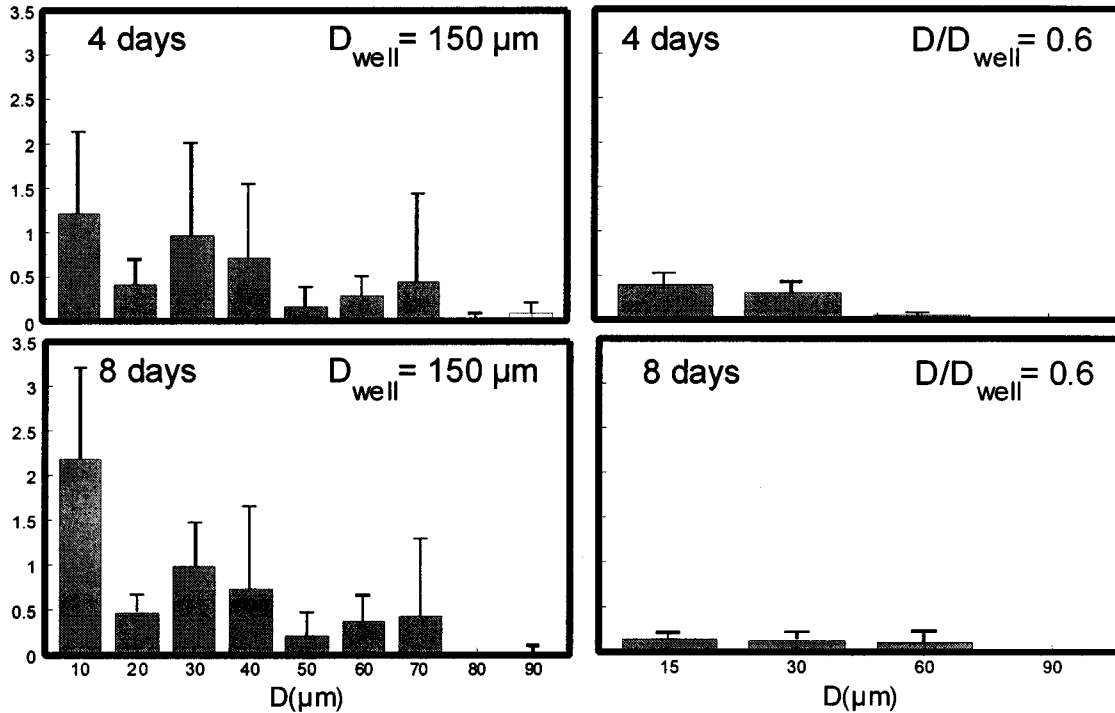 3.5
3
2.5
2
1.5
1
0.5
0
4 days D_well = 150 µm
4 days D/D_well = 0.6
3.5
3
2.5
2
1.5
1
0.5
0
8 days D_well = 150 µm
10 20 30 40 50 60 70 80 90
D(µm)
8 days D/D_well = 0.6
15 30 60 90
D(µm)